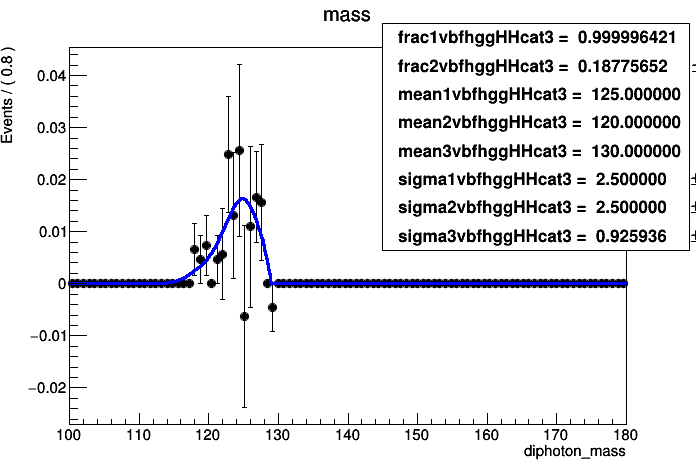 mass
frac1vbfhggHHcat3 = 0.999996421
frac2vbfhggHHcat3 = 0.18775652 ±
mean1vbfhggHHcat3 = 125.000000
mean2vbfhggHHcat3 = 120.000000
mean3vbfhggHHcat3 = 130.000000
sigma1vbfhggHHcat3 = 2.500000 ±
sigma2vbfhggHHcat3 = 2.500000 ±
sigma3vbfhggHHcat3 = 0.925936 ±
Events / ( 0.8 )
0.04
0.03
0.02
0.01
0
−0.01
−0.02
100 110 120 130 140 150 160 170 180
diphoton_mass